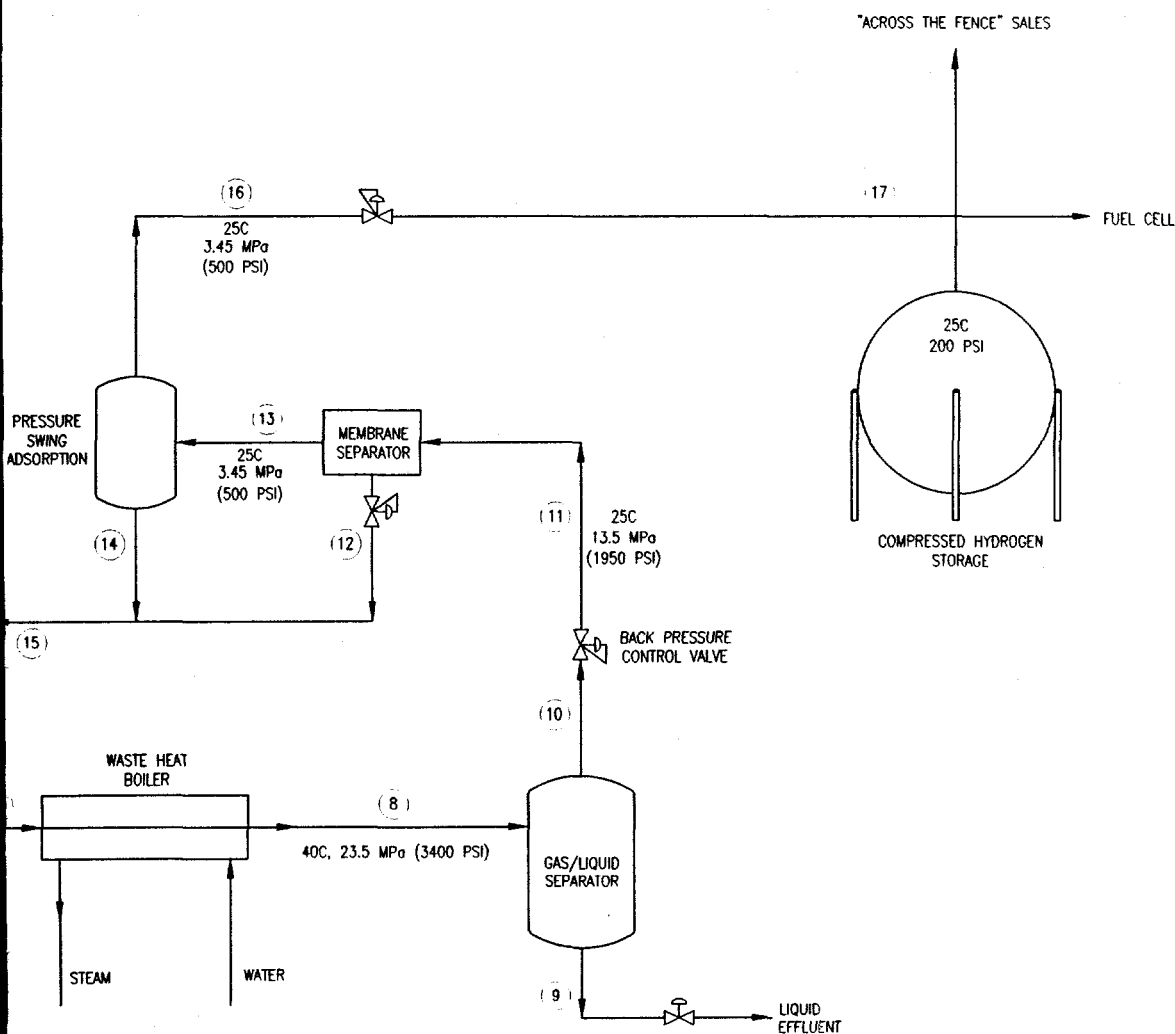 "ACROSS THE FENCE" SALES
(16)
25C
3.45 MPa
(500 PSI)
(17)
FUEL CELL
25C
200 PSI
COMPRESSED HYDROGEN
STORAGE
PRESSURE
SWING
ADSORPTION
(13)
25C
3.45 MPa
(500 PSI)
MEMBRANE
SEPARATOR
(14)
(12)
(11)
25C
13.5 MPa
(1950 PSI)
(15)
BACK PRESSURE
CONTROL VALVE
(10)
WASTE HEAT
BOILER
(8)
40C, 23.5 MPa (3400 PSI)
GAS/LIQUID
SEPARATOR
STEAM
WATER
(9)
LIQUID
EFFLUENT